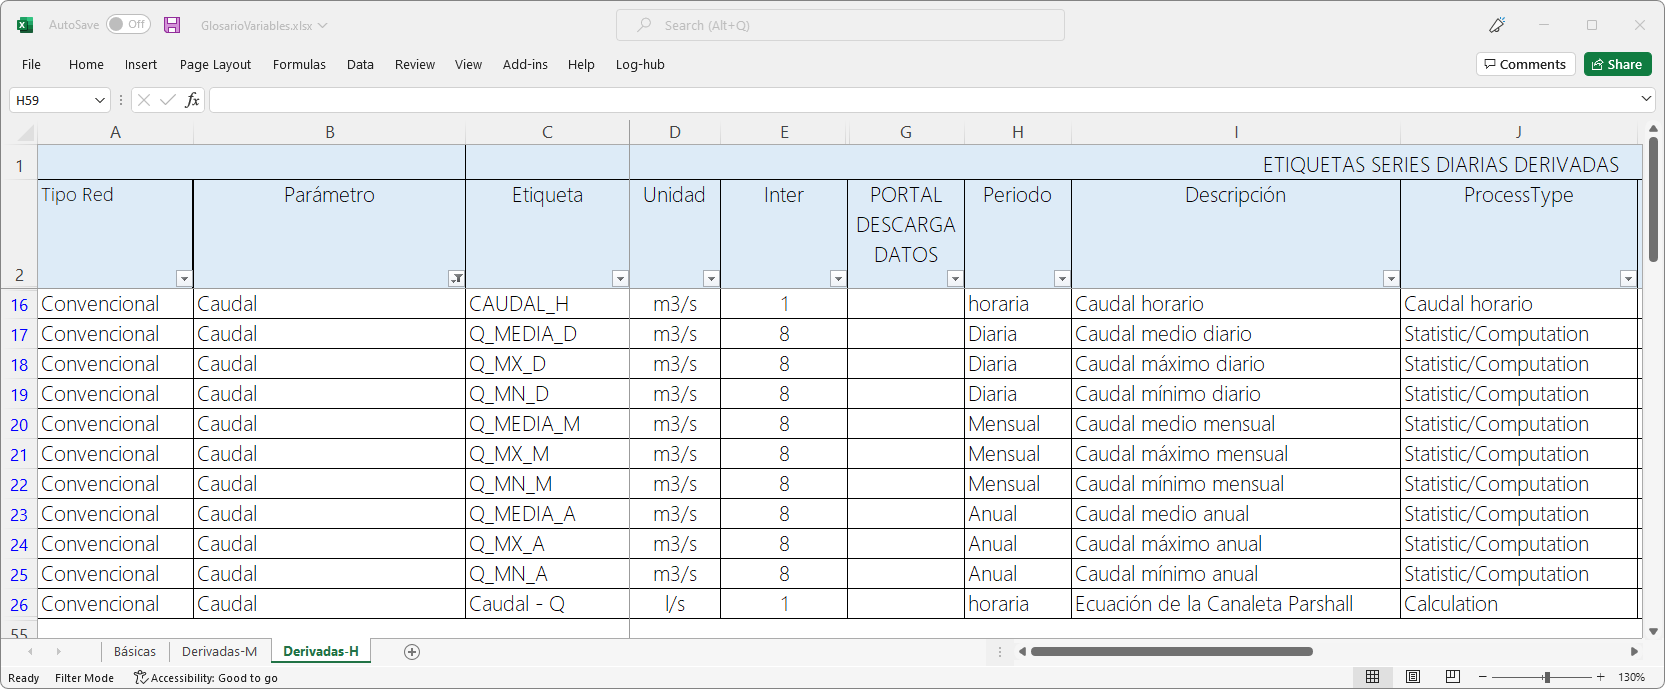 AutoSave Off GlosarioVariables.xlsx Search (Alt+Q)
File Home Insert Page Layout Formulas Data Review View Add-ins Help Log-hub Comments Share
H59 fx
A B C D E G H I J
1 ETIQUETAS SERIES DIARIAS DERIVADAS
Tipo Red Parámetro Etiqueta Unidad Inter PORTAL Periodo Descripción ProcessType
DESCARGA
2 DATOS
16 Convencional Caudal CAUDAL_H m3/s 1 horaria Caudal horario Caudal horario
17 Convencional Caudal Q_MEDIA_D m3/s 8 Diaria Caudal medio diario Statistic/Computation
18 Convencional Caudal Q_MX_D m3/s 8 Diaria Caudal máximo diario Statistic/Computation
19 Convencional Caudal Q_MN_D m3/s 8 Diaria Caudal mínimo diario Statistic/Computation
20 Convencional Caudal Q_MEDIA_M m3/s 8 Mensual Caudal medio mensual Statistic/Computation
21 Convencional Caudal Q_MX_M m3/s 8 Mensual Caudal máximo mensual Statistic/Computation
22 Convencional Caudal Q_MN_M m3/s 8 Mensual Caudal mínimo mensual Statistic/Computation
23 Convencional Caudal Q_MEDIA_A m3/s 8 Anual Caudal medio anual Statistic/Computation
24 Convencional Caudal Q_MX_A m3/s 8 Anual Caudal máximo anual Statistic/Computation
25 Convencional Caudal Q_MN_A m3/s 8 Anual Caudal mínimo anual Statistic/Computation
26 Convencional Caudal Caudal - Q l/s 1 horaria Ecuación de la Canaleta Parshall Calculation
55
Básicas Derivadas-M Derivadas-H
Ready Filter Mode Accessibility: Good to go 130%